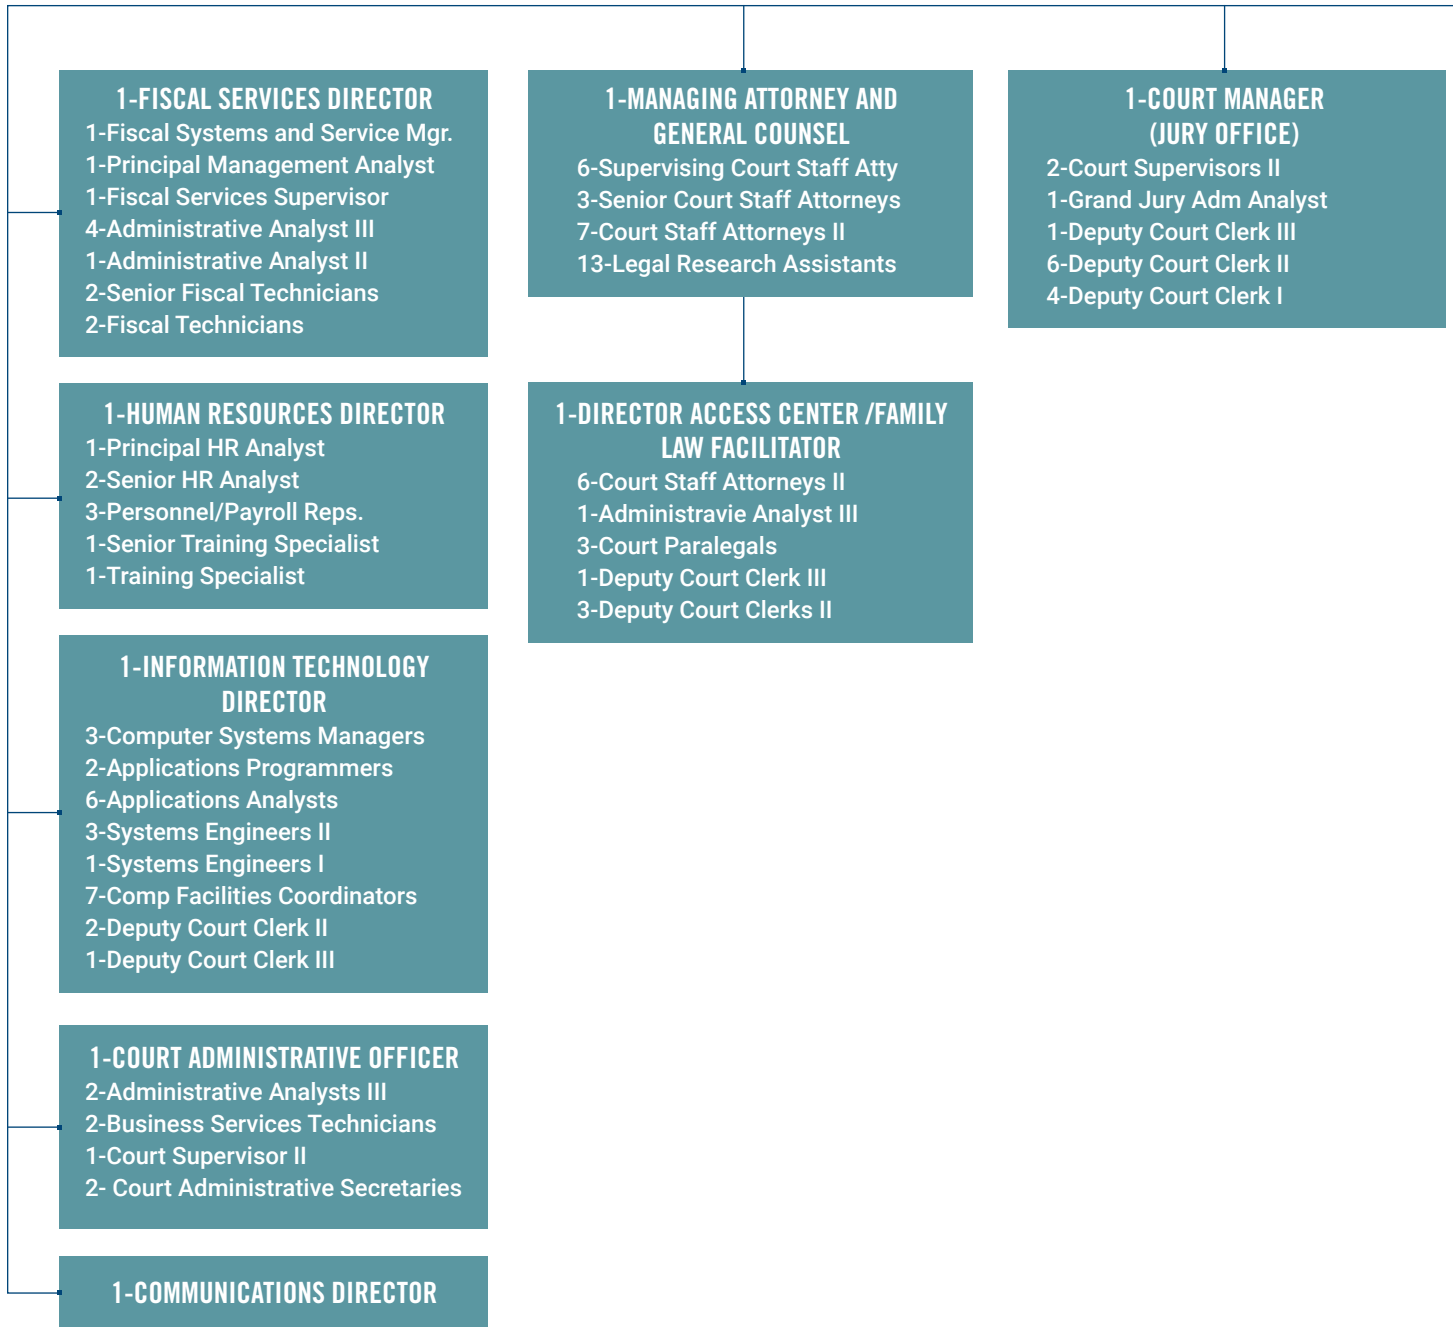 1-FISCAL SERVICES DIRECTOR
1-Fiscal Systems and Service Mgr.
1-Principal Management Analyst
1-Fiscal Services Supervisor
4-Administrative Analyst III
1-Administrative Analyst II
2-Senior Fiscal Technicians
2-Fiscal Technicians
1-HUMAN RESOURCES DIRECTOR
1-Principal HR Analyst
2-Senior HR Analyst
3-Personnel/Payroll Reps.
1-Senior Training Specialist
1-Training Specialist
1-INFORMATION TECHNOLOGY
DIRECTOR
3-Computer Systems Managers
2-Applications Programmers
6-Applications Analysts
3-Systems Engineers II
1-Systems Engineers I
7-Comp Facilities Coordinators
2-Deputy Court Clerk II
1-Deputy Court Clerk III
1-COURT ADMINISTRATIVE OFFICER
2-Administrative Analysts III
2-Business Services Technicians
1-Court Supervisor II
2- Court Administrative Secretaries
1-COMMUNICATIONS DIRECTOR
1-MANAGING ATTORNEY AND
GENERAL COUNSEL
6-Supervising Court Staff Atty
3-Senior Court Staff Attorneys
7-Court Staff Attorneys II
13-Legal Research Assistants
1-DIRECTOR ACCESS CENTER /FAMILY
LAW FACILITATOR
6-Court Staff Attorneys II
1-Administravie Analyst III
3-Court Paralegals
1-Deputy Court Clerk III
3-Deputy Court Clerks II
1-COURT MANAGER
(JURY OFFICE)
2-Court Supervisors II
1-Grand Jury Adm Analyst
1-Deputy Court Clerk III
6-Deputy Court Clerk II
4-Deputy Court Clerk I